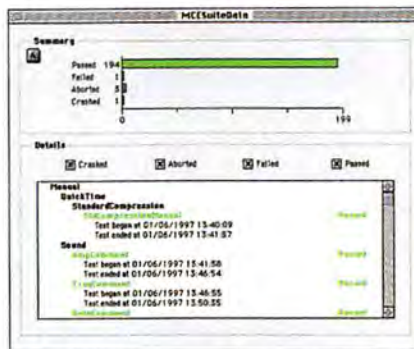 MCESuiteData
Summary
Passed 194
Failed 1
Aborted 3
Crashed 1
0 199
Details
Crashed Aborted Failed Passed
Manual
QuickTime
StandardCompression
StdCompressionManual Passed
Test began at 01/06/1997 13:40:09
Test ended at 01/06/1997 13:41:57
Sound
AmpCommand Passed
Test began at 01/06/1997 13:41:58
Test ended at 01/06/1997 13:46:54
FreqCommand Passed
Test began at 01/06/1997 13:46:55
Test ended at 01/06/1997 13:50:35
Passed